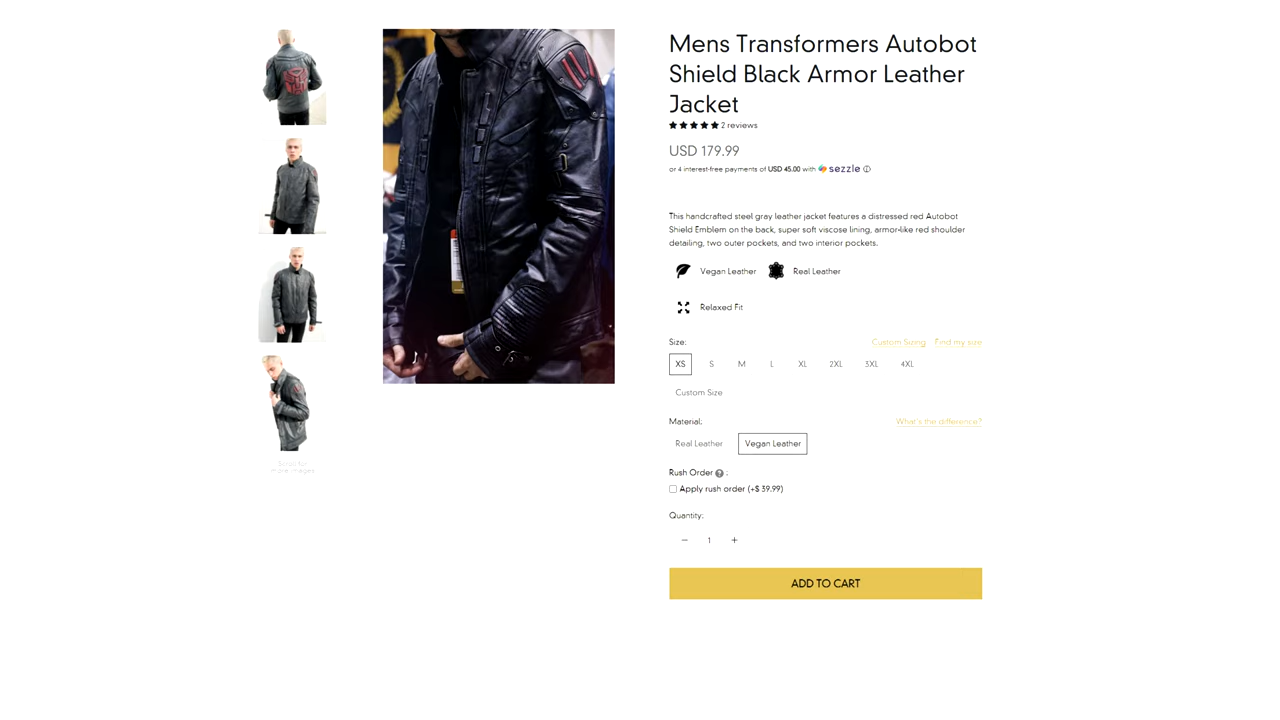 Mens Transformers Autobot
Shield Black Armor Leather
Jacket
2 reviews
USD 179.99
or 4 interest-free payments of USD 45.00 with sezzle
This handcrafted steel gray leather jacket features a distressed red Autobot
Shield Emblem on the back, super soft viscose lining, armor-like red shoulder
detailing, two outer pockets, and two interior pockets.
Vegan Leather Real Leather
Relaxed Fit
Size: Custom Sizing Find my size
XS S M L XL 2XL 3XL 4XL
Custom Size
Material: What's the difference?
Real Leather Vegan Leather
Rush Order ? :
Apply rush order (+$ 39.99)
Quantity:
− 1 +
ADD TO CART
Scroll for
more images